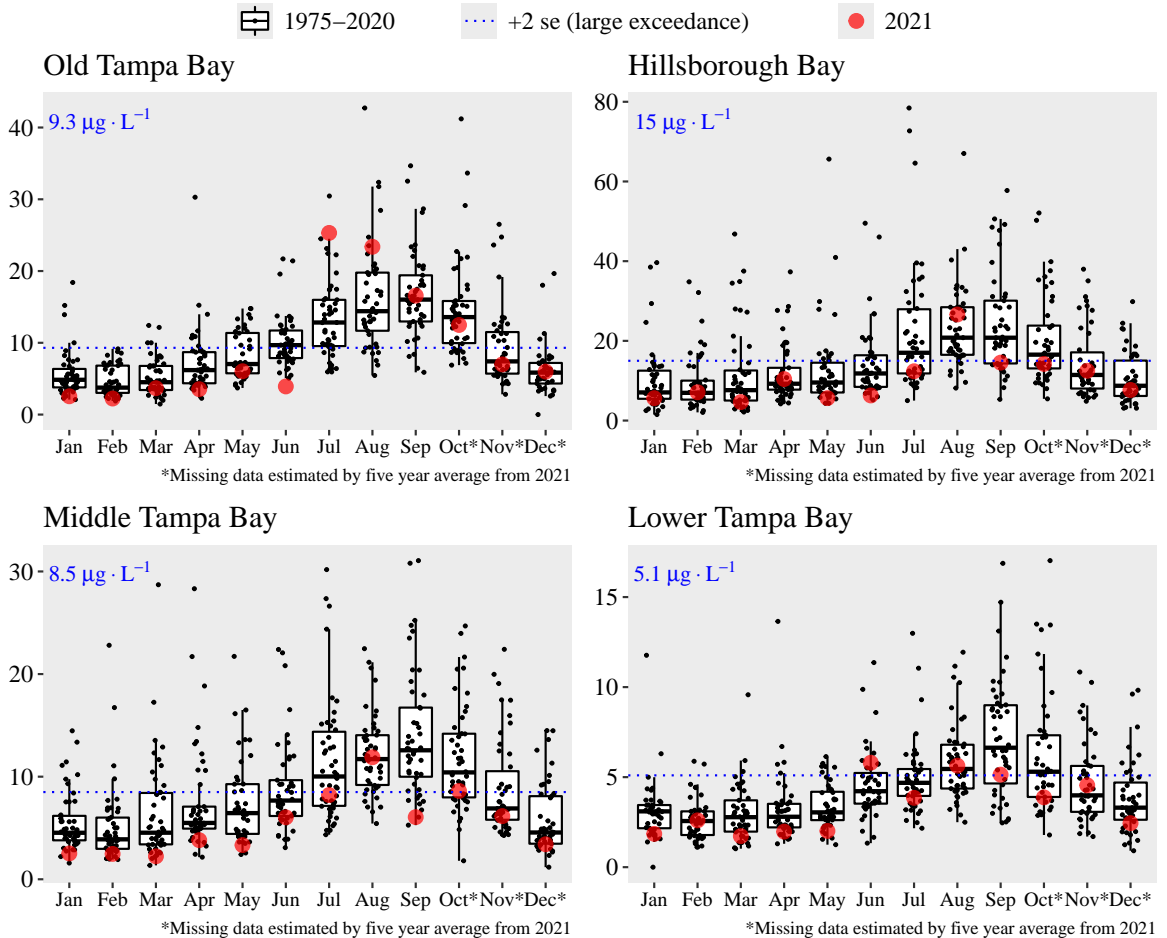 1975−2020 +2 se (large exceedance) 2021
Old Tampa Bay
9.3 μg · L⁻¹
40
30
20
10
0
Jan Feb Mar Apr May Jun Jul Aug Sep Oct* Nov* Dec*
*Missing data estimated by five year average from 2021
Hillsborough Bay
15 μg · L⁻¹
80
60
40
20
0
Jan Feb Mar Apr May Jun Jul Aug Sep Oct* Nov* Dec*
*Missing data estimated by five year average from 2021
Middle Tampa Bay
8.5 μg · L⁻¹
30
20
10
0
Jan Feb Mar Apr May Jun Jul Aug Sep Oct* Nov* Dec*
*Missing data estimated by five year average from 2021
Lower Tampa Bay
5.1 μg · L⁻¹
15
10
5
0
Jan Feb Mar Apr May Jun Jul Aug Sep Oct* Nov* Dec*
*Missing data estimated by five year average from 2021